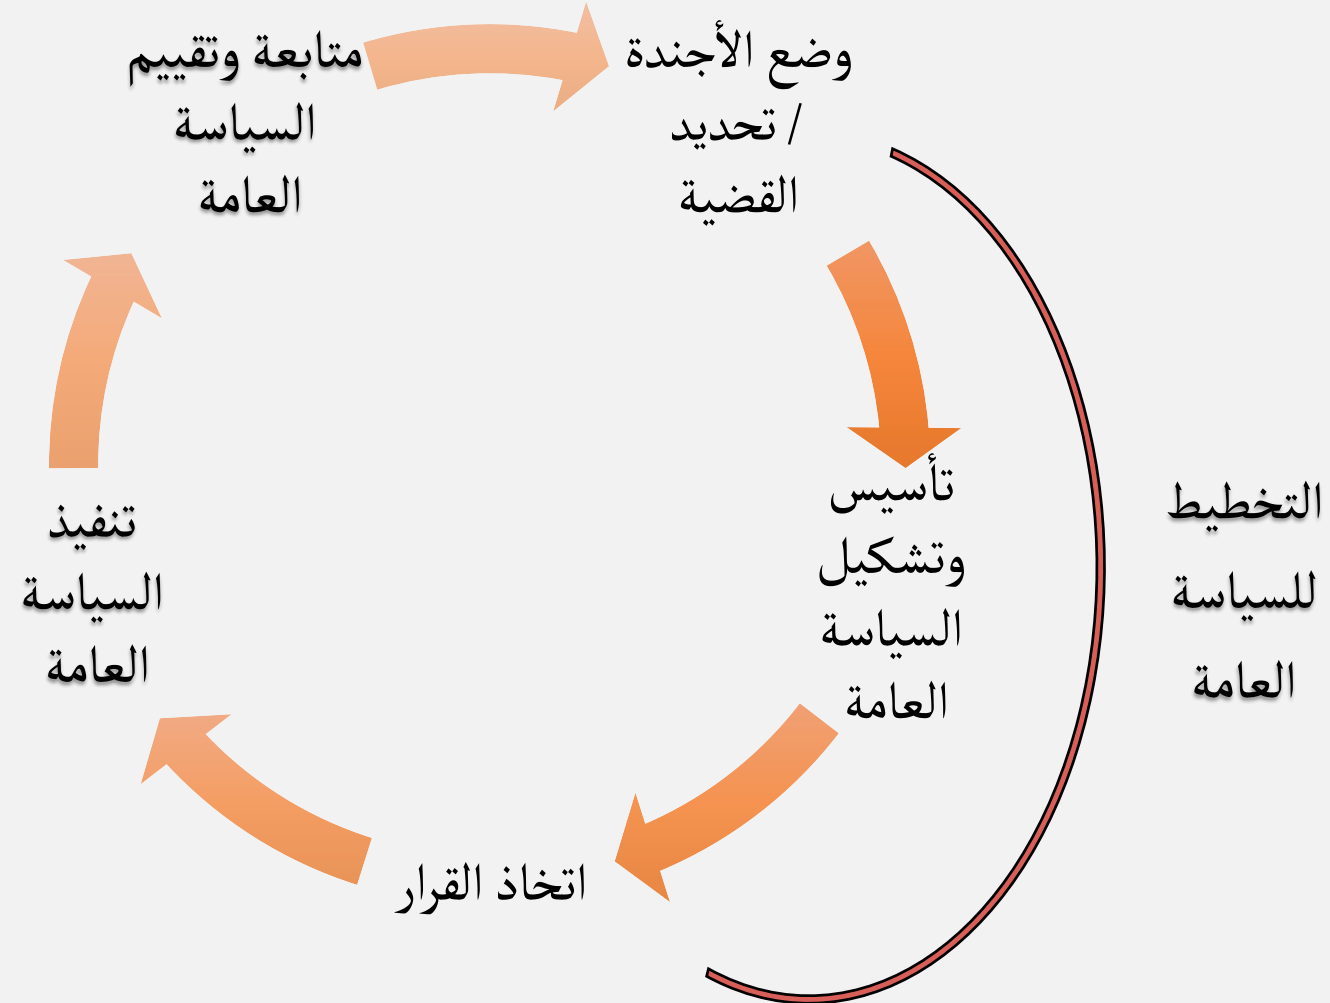 وضع الأجندة
/ تحديد
القضية
تأسيس
وتشكيل
السياسة
العامة
اتخاذ القرار
تنفيذ
السياسة
العامة
متابعة وتقييم
السياسة
العامة
التخطيط
للسياسة
العامة